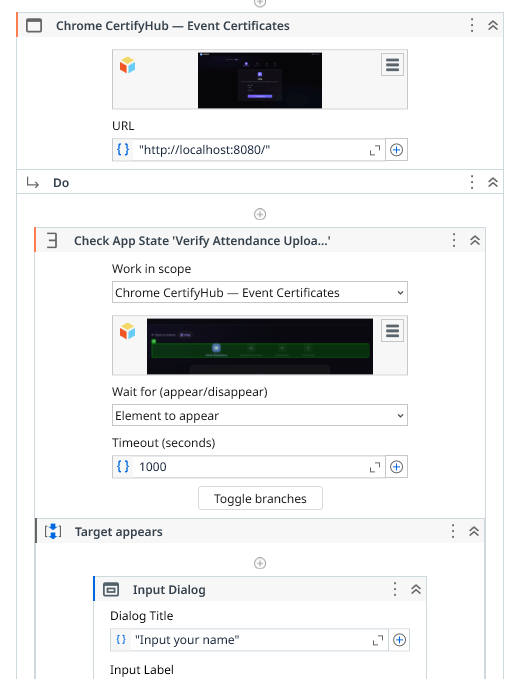 Chrome CertifyHub — Event Certificates
URL
"http://localhost:8080/"
Do
Check App State 'Verify Attendance Uploa...'
Work in scope
Chrome CertifyHub — Event Certificates
Wait for (appear/disappear)
Element to appear
Timeout (seconds)
1000
Toggle branches
Target appears
Input Dialog
Dialog Title
"Input your name"
Input Label